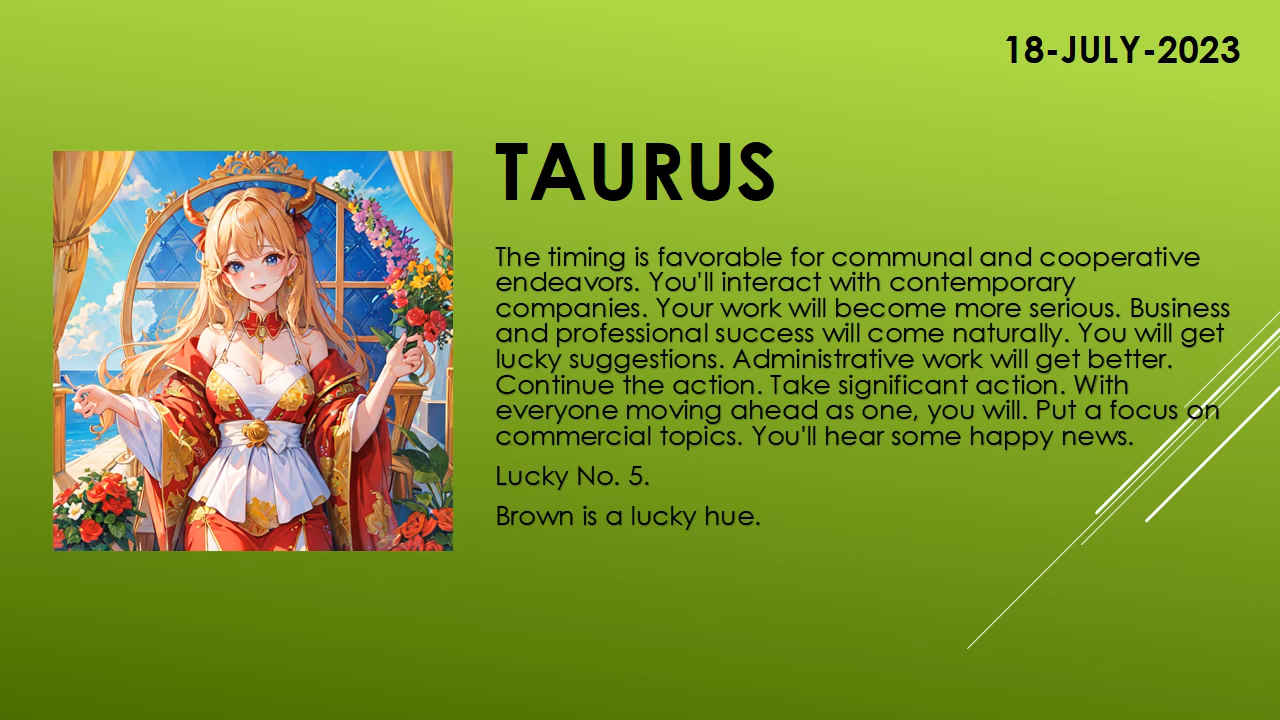 18-JULY-2023
TAURUS
The timing is favorable for communal and cooperative
endeavors. You'll interact with contemporary
companies. Your work will become more serious. Business
and professional success will come naturally. You will get
lucky suggestions. Administrative work will get better.
Continue the action. Take significant action. With
everyone moving ahead as one, you will. Put a focus on
commercial topics. You'll hear some happy news.
Lucky No. 5.
Brown is a lucky hue.